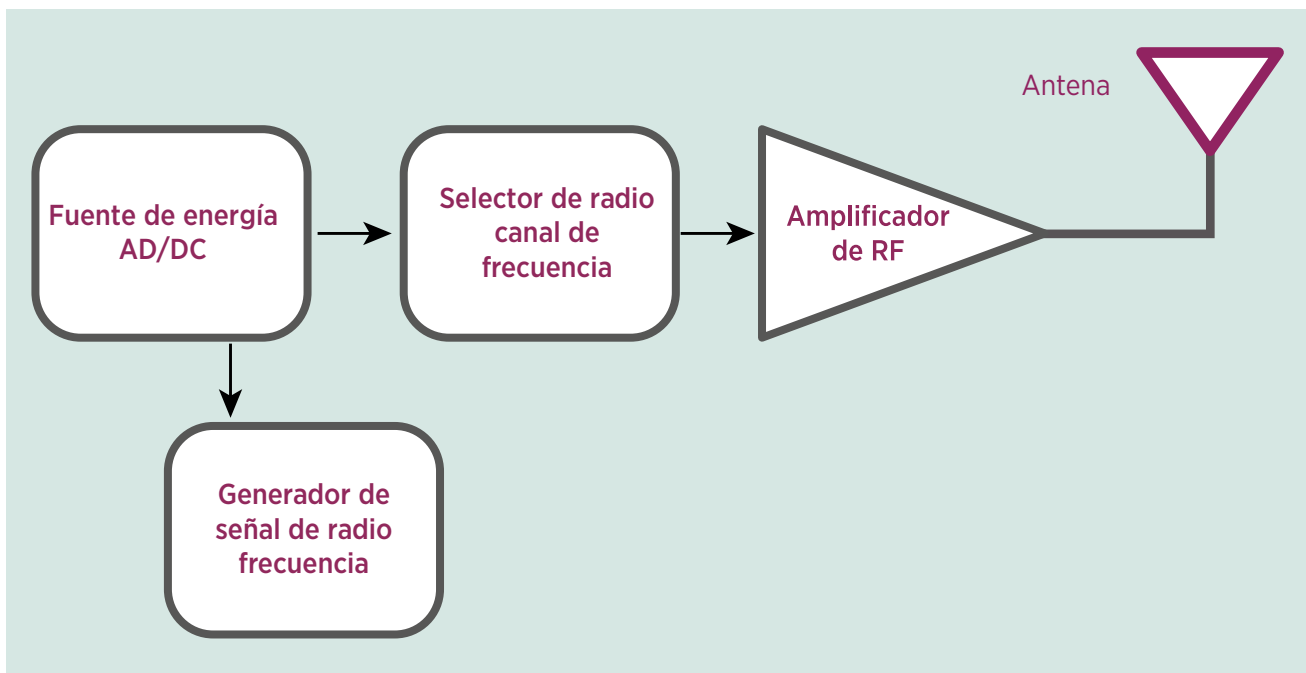 Antena
Fuente de energía
AD/DC
Selector de radio
canal de
frecuencia
Amplificador
de RF
Generador de
señal de radio
frecuencia